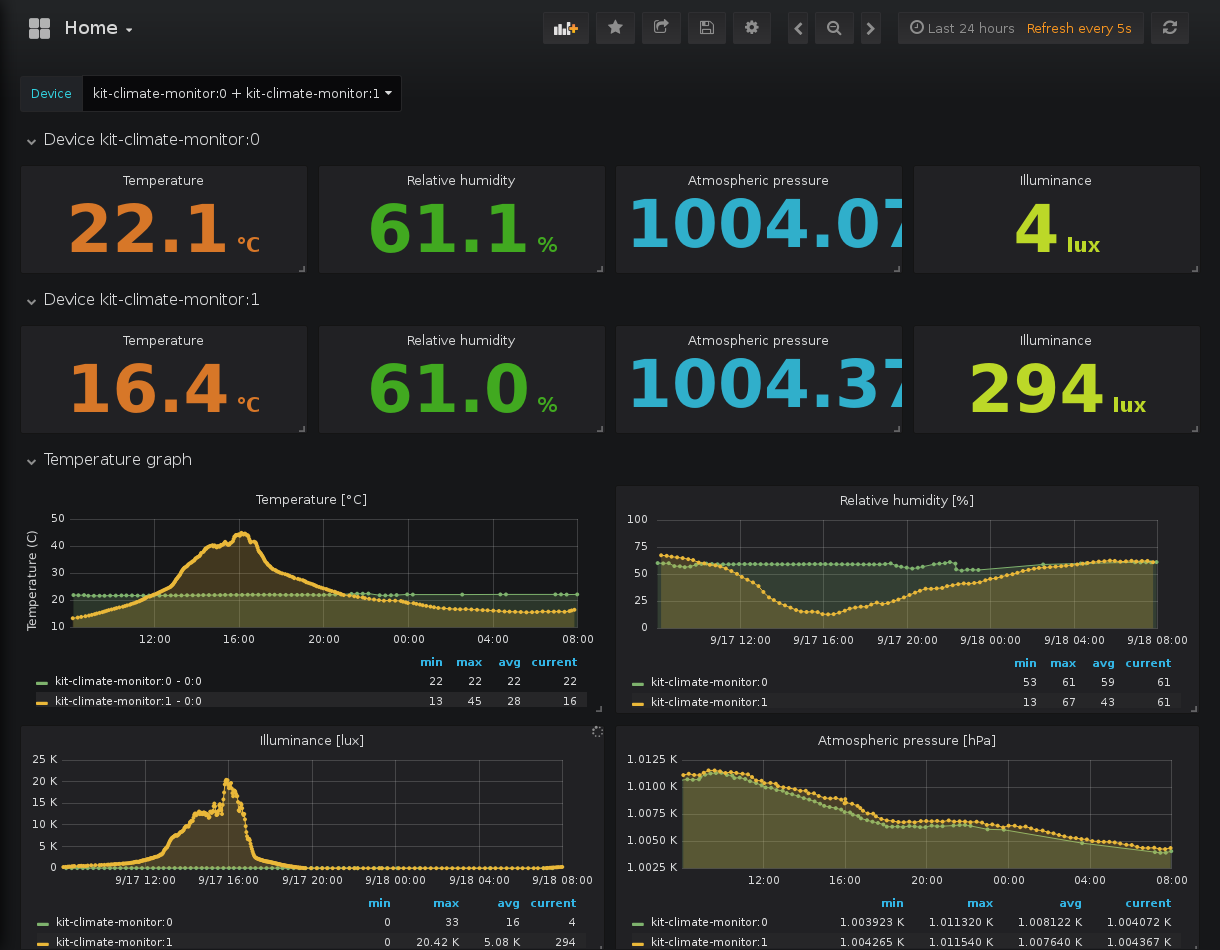 Home
Last 24 hours Refresh every 5s
Device kit-climate-monitor:0 + kit-climate-monitor:1
Device kit-climate-monitor:0
Temperature Relative humidity Atmospheric pressure Illuminance
22.1 °C 61.1 % 1004.07 4 lux
Device kit-climate-monitor:1
Temperature Relative humidity Atmospheric pressure Illuminance
16.4 °C 61.0 % 1004.37 294 lux
Temperature graph
Temperature [°C]
Temperature (C)
50
40
30
20
10
12:00 16:00 20:00 00:00 04:00 08:00
min max avg current
kit-climate-monitor:0 - 0:0 22 22 22 22
kit-climate-monitor:1 - 0:0 13 45 28 16
Relative humidity [%]
100
75
50
25
0
9/17 12:00 9/17 16:00 9/17 20:00 9/18 00:00 9/18 04:00 9/18 08:00
min max avg current
kit-climate-monitor:0 53 61 59 61
kit-climate-monitor:1 13 67 43 61
Illuminance [lux]
25 K
20 K
15 K
10 K
5 K
0
9/17 12:00 9/17 16:00 9/17 20:00 9/18 00:00 9/18 04:00 9/18 08:00
min max avg current
kit-climate-monitor:0 0 33 16 4
kit-climate-monitor:1 0 20.42 K 5.08 K 294
Atmospheric pressure [hPa]
1.0125 K
1.0100 K
1.0075 K
1.0050 K
1.0025 K
12:00 16:00 20:00 00:00 04:00 08:00
min max avg current
kit-climate-monitor:0 1.003923 K 1.011320 K 1.008122 K 1.004072 K
kit-climate-monitor:1 1.004265 K 1.011540 K 1.007640 K 1.004367 K